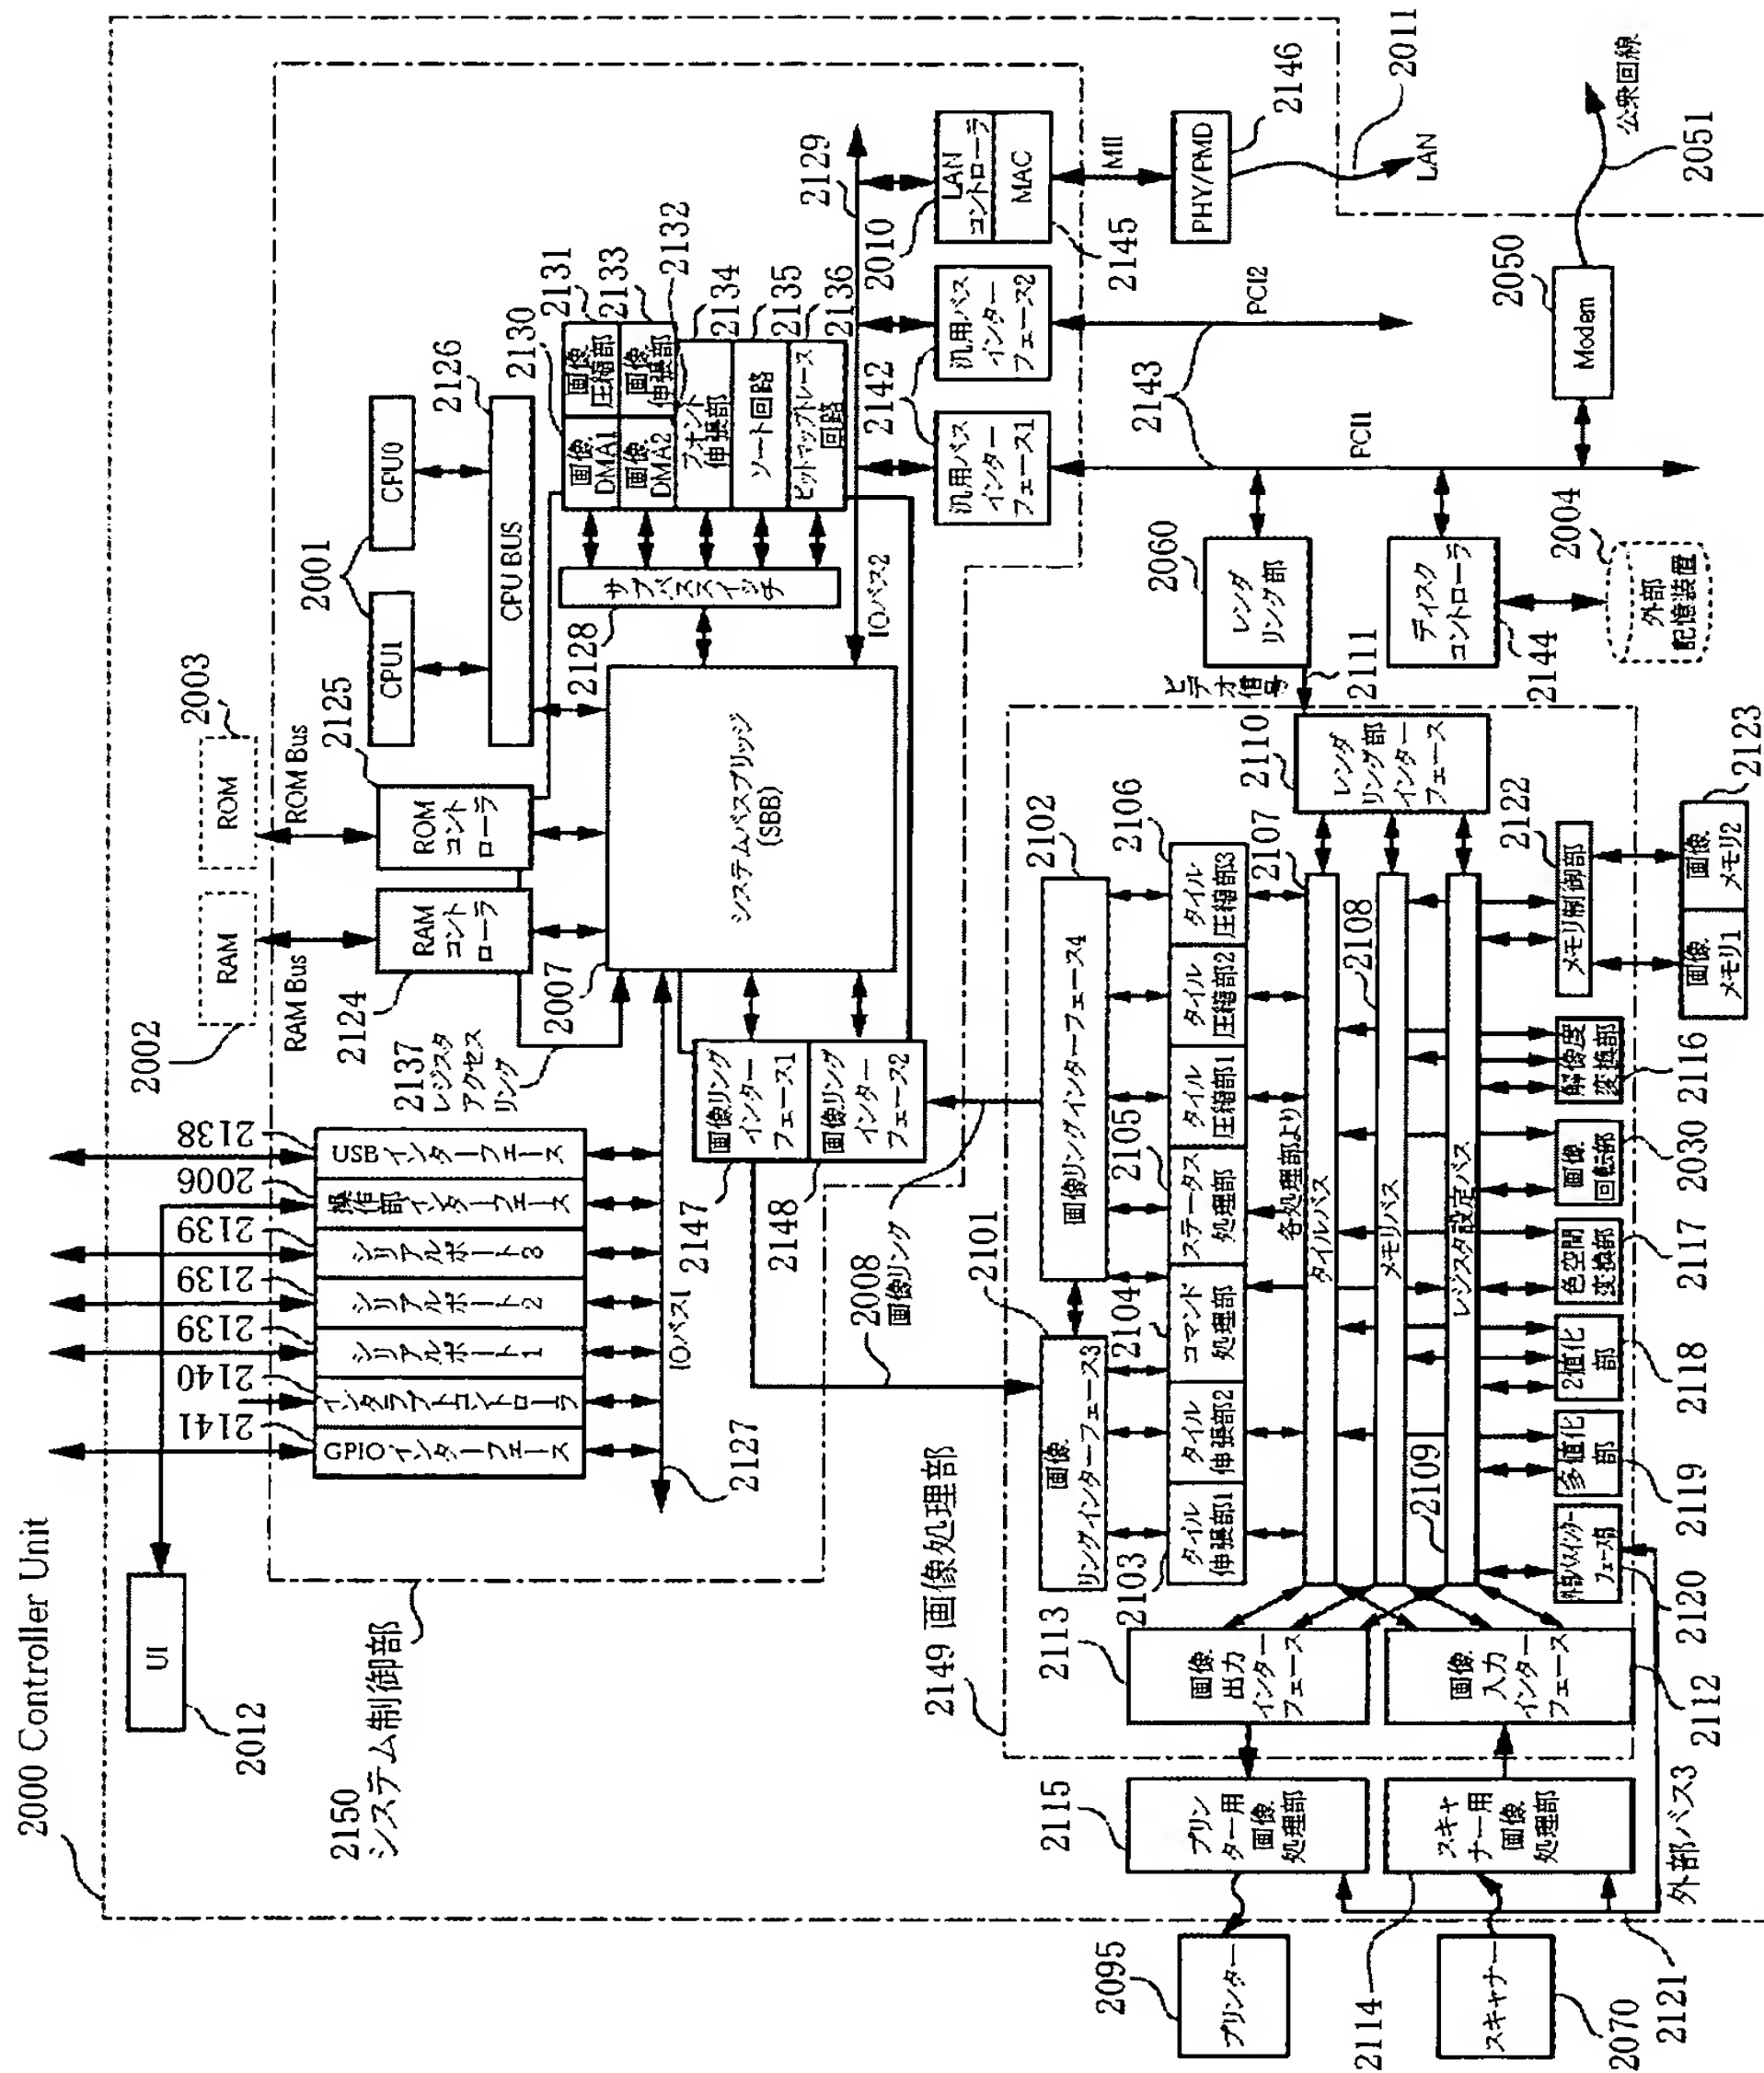 2000 Controller Unit
2012
UI
2150
システム制御部
2141
2140
2139
2139
2139
2006
2138
GPIOインターフェース
インタラプトコントローラ
シリアルポート1
シリアルポート2
シリアルポート3
操作部インターフェース
USBインターフェース
2127
IOバス1
2002
RAM
RAM Bus
2003
ROM
ROM Bus
2124
RAM
コント
ローラ
2125
ROM
コント
ローラ
2137
レジスタ
アクセス
リング
2007
2001
CPU1
CPU0
2126
CPU BUS
システムバスブリッジ
(SBB)
2128
サブバススイッチ
2130
2131
2133
2132
2134
2135
2136
画像
DMA1
画像
圧縮部
画像
DMA2
画像
伸張部
フォント
伸張部
ソート回路
ビットマップトレース
回路
IOバス2
2129
2147
画像リング
インター
フェース1
画像リング
インター
フェース2
2148
2008
画像リング
2142
汎用バス
インター
フェース1
汎用バス
インター
フェース2
2010
LAN
コントローラ
MAC
2145
MII
PHY/PMD
2146
2011
LAN
2143
PCI1
PCI2
2050
Modem
2051
公衆回線
2060
レンダ
リング部
ディスク
コントローラ
2144
2004
外部
記憶装置
ビデオ信号
2111
2149 画像処理部
2101
画像
リングインターフェース3
2102
画像リングインターフェース4
2103
2104
2105
2106
タイル
伸張部1
タイル
伸張部2
コマンド
処理部
ステータス
処理部
タイル
圧縮部1
タイル
圧縮部2
タイル
圧縮部3
各処理部より
2107
タイルバス
2108
メモリバス
2109
レジスタ設定バス
2110
レンダ
リング部
インター
フェース
2113
画像
出力
インター
フェース
画像
入力
インター
フェース
2112
外部バスインター
フェース部
2120
多値化
部
2119
2値化
部
2118
色空間
変換部
2117
画像
回転部
2030
解像度
変換部
2116
メモリ制御部
2122
画像
メモリ1
画像
メモリ2
2123
2115
プリン
ター用
画像
処理部
スキャ
ナー用
画像
処理部
2114
外部バス3
2121
2095
プリンター
スキャナー
2070